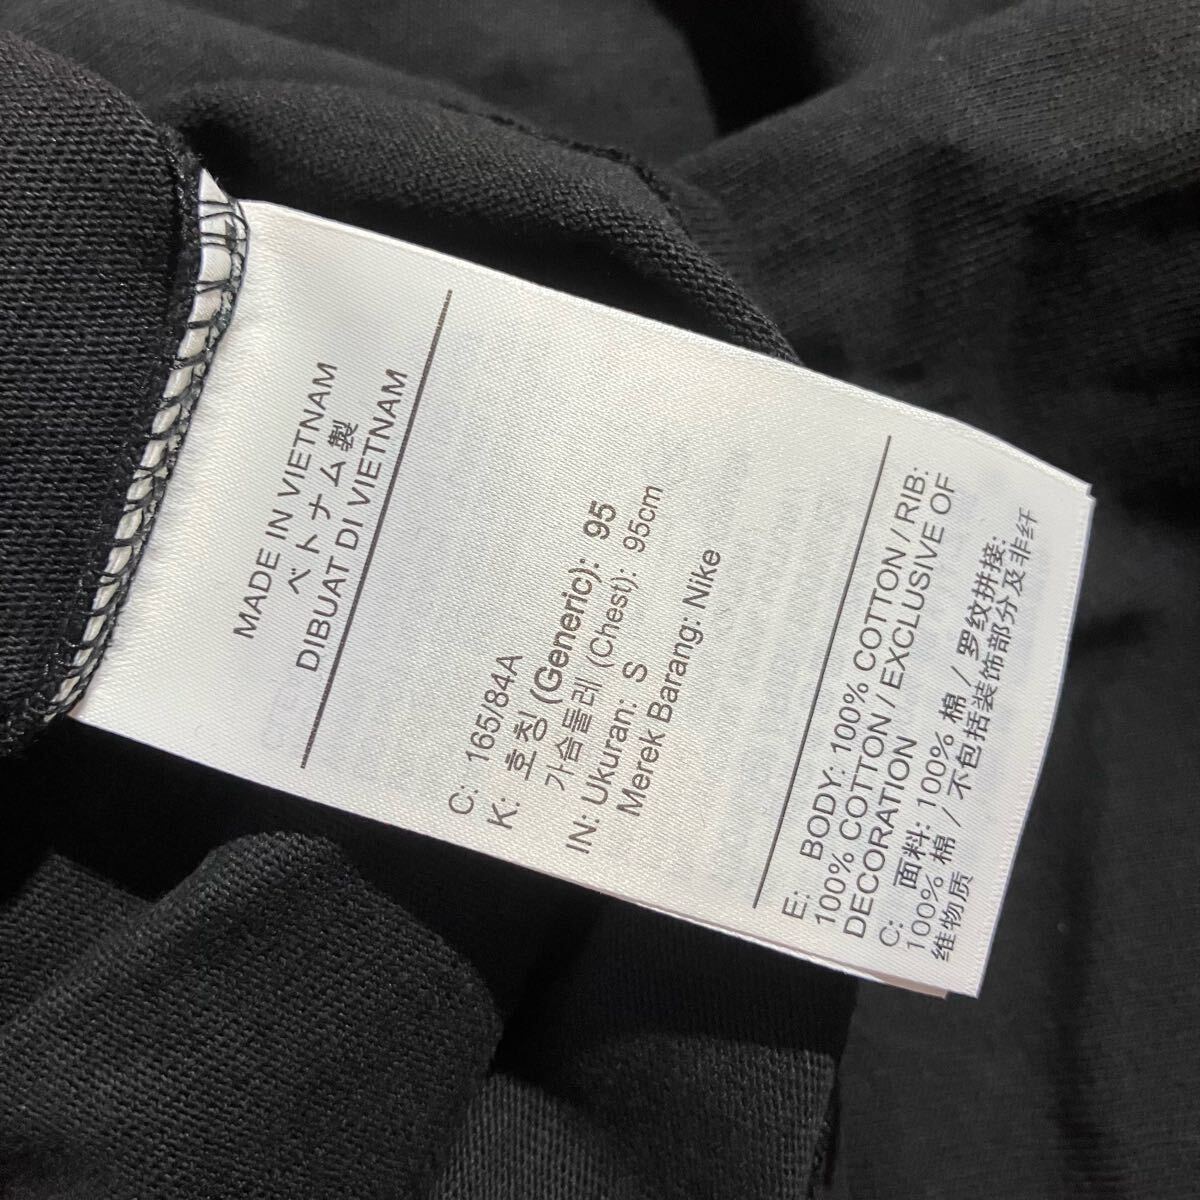 MADE IN VIETNAM
ベトナム製
DIBUAT DI VIETNAM
C: 165/84A
K: 호칭 (Generic): 95
가슴둘레 (Chest): 95cm
IN: Ukuran: S
Merek Barang: Nike
E: BODY: 100% COTTON / RIB:
100% COTTON / EXCLUSIVE OF
DECORATION
C: 面料: 100% 棉 / 罗纹拼接:
100% 棉 / 不包括装饰部分及非纤
维物质